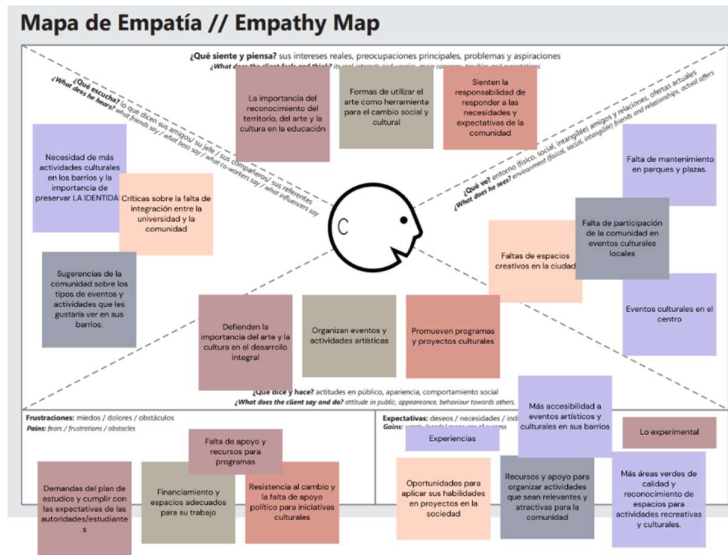 Mapa de Empatía // Empathy Map
¿Qué siente y piensa? sus intereses reales, preocupaciones principales, problemas y aspiraciones
La importancia del
reconocimiento del
territorio, del arte y la
cultura en la educación
Formas de utilizar el
arte como herramienta
para el cambio social y
cultural
Sienten la
responsabilidad de
responder a las
necesidades y
expectativas de la
comunidad
¿Qué escucha? lo que dicen sus amigos/ su jefe / sus compañeros/ sus referentes
¿What does he hears? what friends say / what boss say / what co-workers say / what influencers say
Necesidad de más
actividades culturales
en los barrios y la
importancia de
preservar LA IDENTIDA
Críticas sobre la falta de
integración entre la
universidad y la
comunidad
Sugerencias de la
comunidad sobre los
tipos de eventos y
actividades que les
gustaría ver en sus
barrios.
¿Qué ve? entorno (físico, social, intangible) amigos y relaciones, ofertas actuales
¿What does he sees? environment (fisical, social, intangible) friends and relationships, actual offers
Falta de mantenimiento
en parques y plazas.
Falta de participación
de la comunidad en
eventos culturales
locales
Faltas de espacios
creativos en la ciudad
Eventos culturales en el
centro
Defienden la
importancia del arte y la
cultura en el desarrollo
integral
Organizan eventos y
actividades artísticas
Promueven programas
y proyectos culturales
¿Qué dice y hace? actitudes en público, apariencia, comportamiento social
¿What does the client say and do? attitude in public, appeareance, behaviour towards others.
Frustraciones: miedos / dolores / obstáculos
Pains: fears / frustrations / obstacles
Falta de apoyo y
recursos para
programas
Demandas del plan de
estudios y cumplir con
las expectativas de las
autoridades/estudiante
s
Financiamiento y
espacios adecuados
para su trabajo
Resistencia al cambio y
la falta de apoyo
político para iniciativas
culturales
Expectativas: deseos / necesidades / ind
Gains:
Más accesibilidad a
eventos artísticos y
culturales en sus barrios
Experiencias
Lo experimental
Oportunidades para
aplicar sus habilidades
en proyectos en la
sociedad
Recursos y apoyo para
organizar actividades
que sean relevantes y
atractivas para la
comunidad
Más áreas verdes de
calidad y
reconocimiento de
espacios para
actividades recreativas
y culturales.